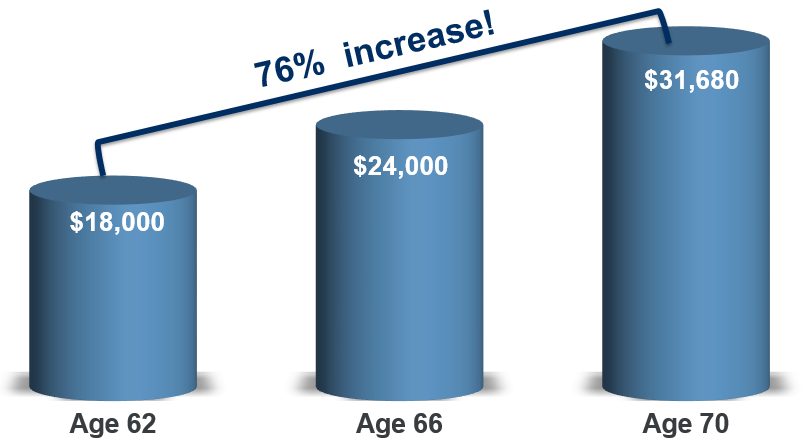 76% increase!
$31,680
$24,000
$18,000
Age 62
Age 66
Age 70